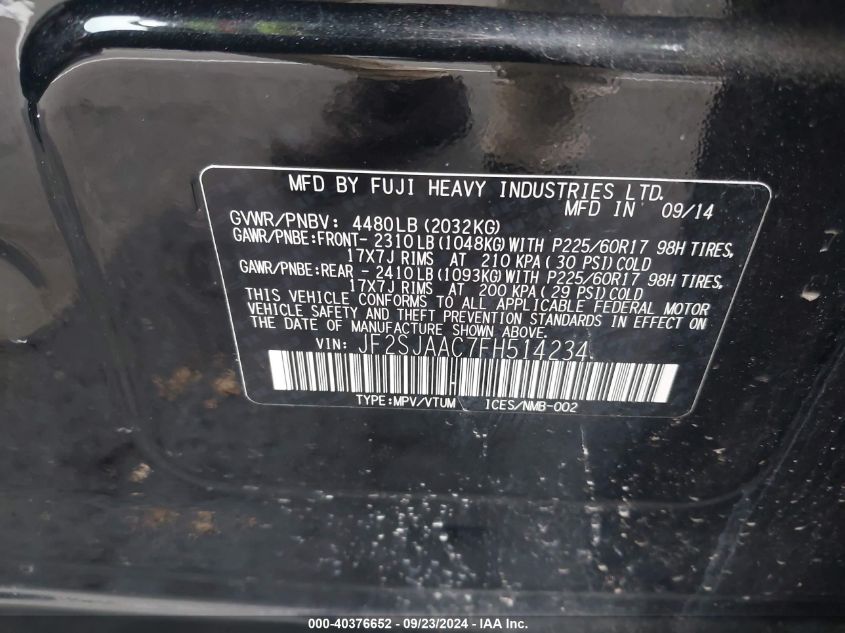 MFD BY FUJI HEAVY INDUSTRIES LTD.
MFD IN 09/14
GVWR/PNBV: 4480LB (2032KG)
GAWR/PNBE:FRONT- 2310LB (1048KG) WITH P225/60R17 98H TIRES,
17X7J RIMS AT 210 KPA ( 30 PSI) COLD
GAWR/PNBE:REAR - 2410LB (1093KG) WITH P225/60R17 98H TIRES,
17X7J RIMS AT 200 KPA (29 PSI) COLD
THIS VEHICLE CONFORMS TO ALL APPLICABLE FEDERAL MOTOR
VEHICLE SAFETY AND THEFT PREVENTION STANDARDS IN EFFECT ON
THE DATE OF MANUFACTURE SHOWN ABOVE.
VIN: JF2SJAAC7FH514234
TYPE:MPV/VTUM ICES/NMB-002
000-40376652 - 09/23/2024 - IAA Inc.